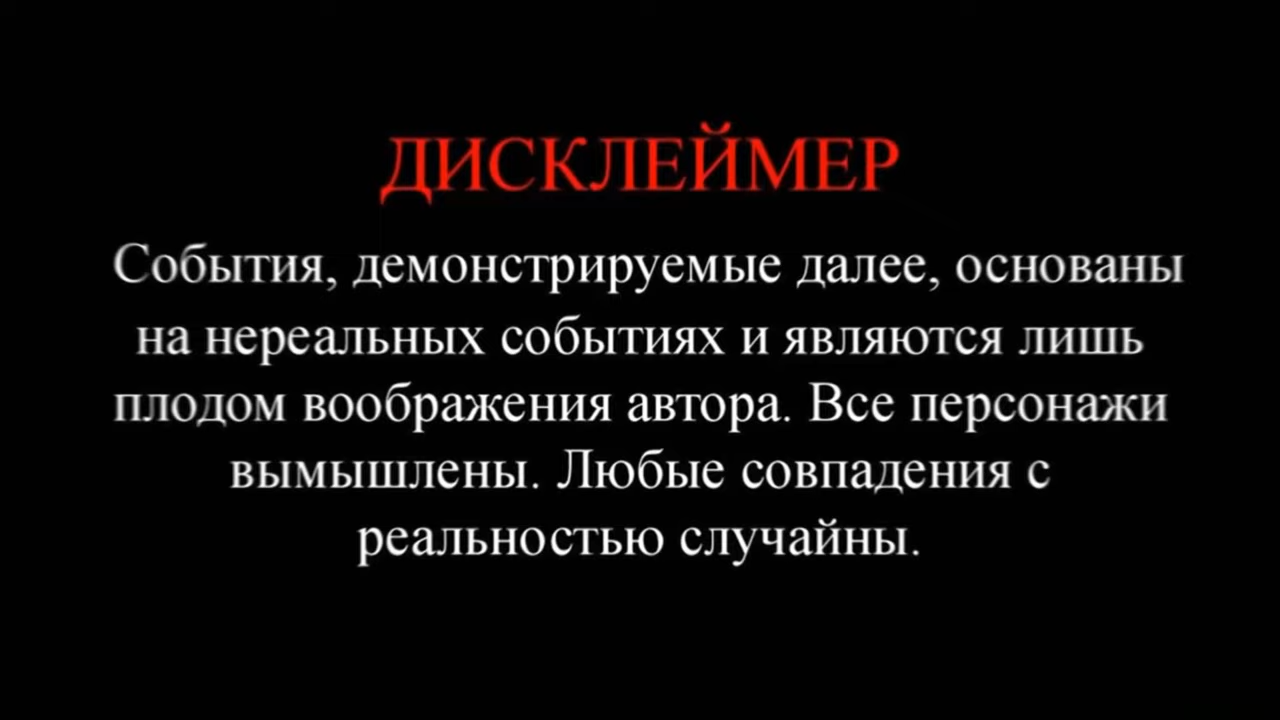 ДИСКЛЕЙМЕР
События, демонстрируемые далее, основаны
на нереальных событиях и являются лишь
плодом воображения автора. Все персонажи
вымышлены. Любые совпадения с
реальностью случайны.